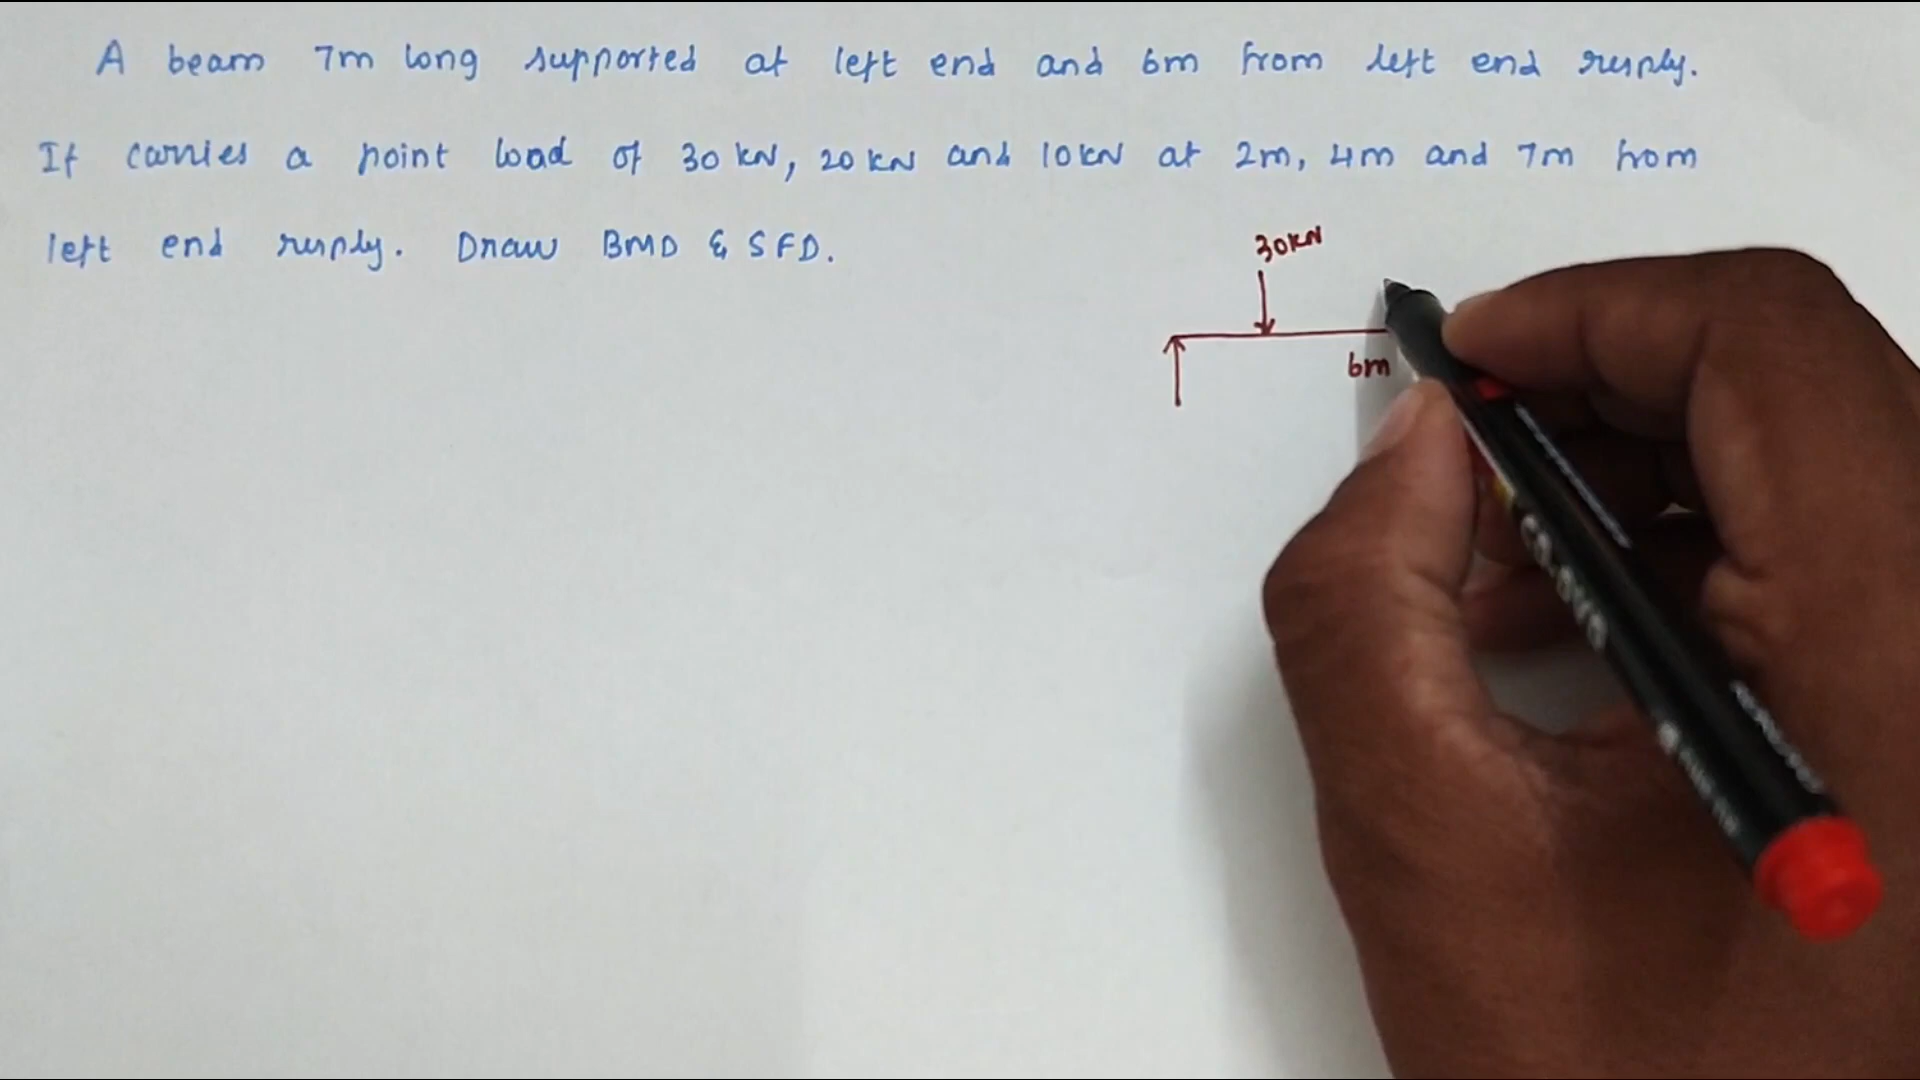 A beam 7m long supported at left end and 6m from left end resply.
It carries a point load of 30 kN, 20 kN and 10 kN at 2m, 4m and 7m from
left end resply. Draw BMD & SFD.
30kN
6m